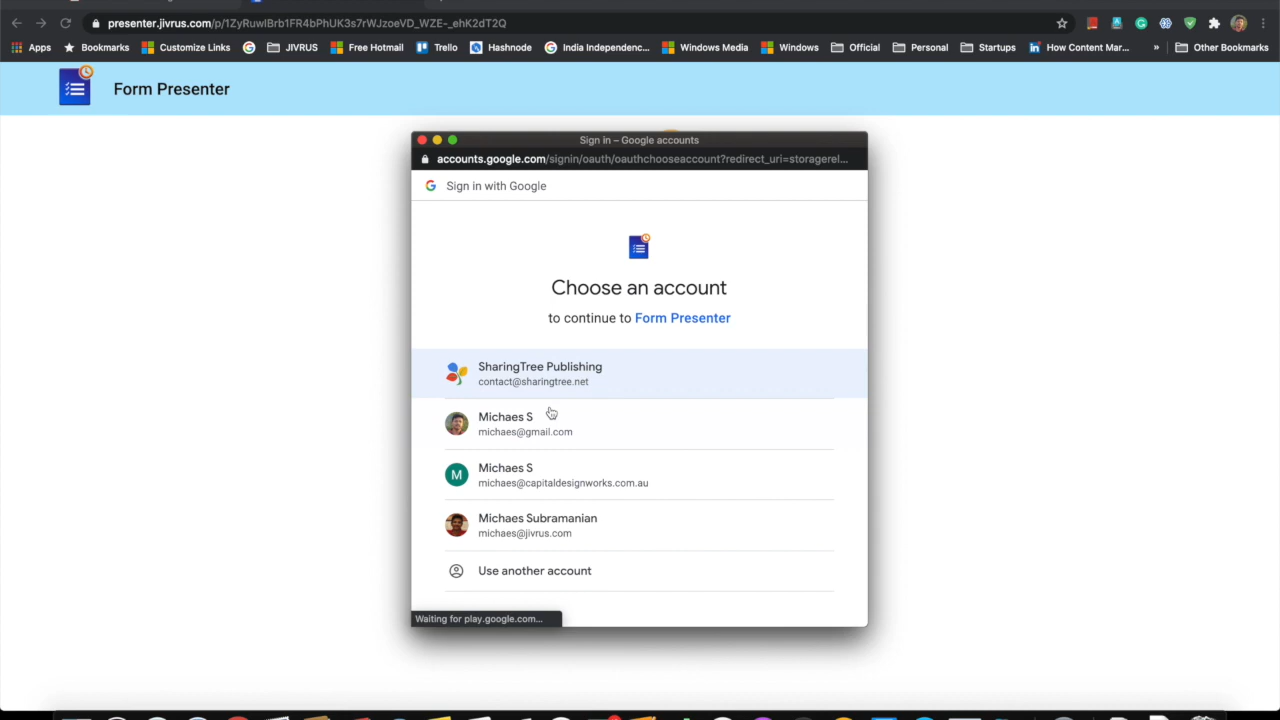 presenter.jivrus.com/p/1ZyRuwlBrb1FR4bPhUK3s7rWJzoeVD_WZE-_ehK2dT2Q
Apps Bookmarks Customize Links JIVRUS Free Hotmail Trello Hashnode India Independenc... Windows Media Windows Official Personal Startups How Content Mar... » Other Bookmarks
Form Presenter
Sign in – Google accounts
accounts.google.com/signin/oauth/oauthchooseaccount?redirect_uri=storagerel...
Sign in with Google
Choose an account
to continue to Form Presenter
SharingTree Publishing
contact@sharingtree.net
Michaes S
michaes@gmail.com
M
Michaes S
michaes@capitaldesignworks.com.au
Michaes Subramanian
michaes@jivrus.com
Use another account
Waiting for play.google.com...